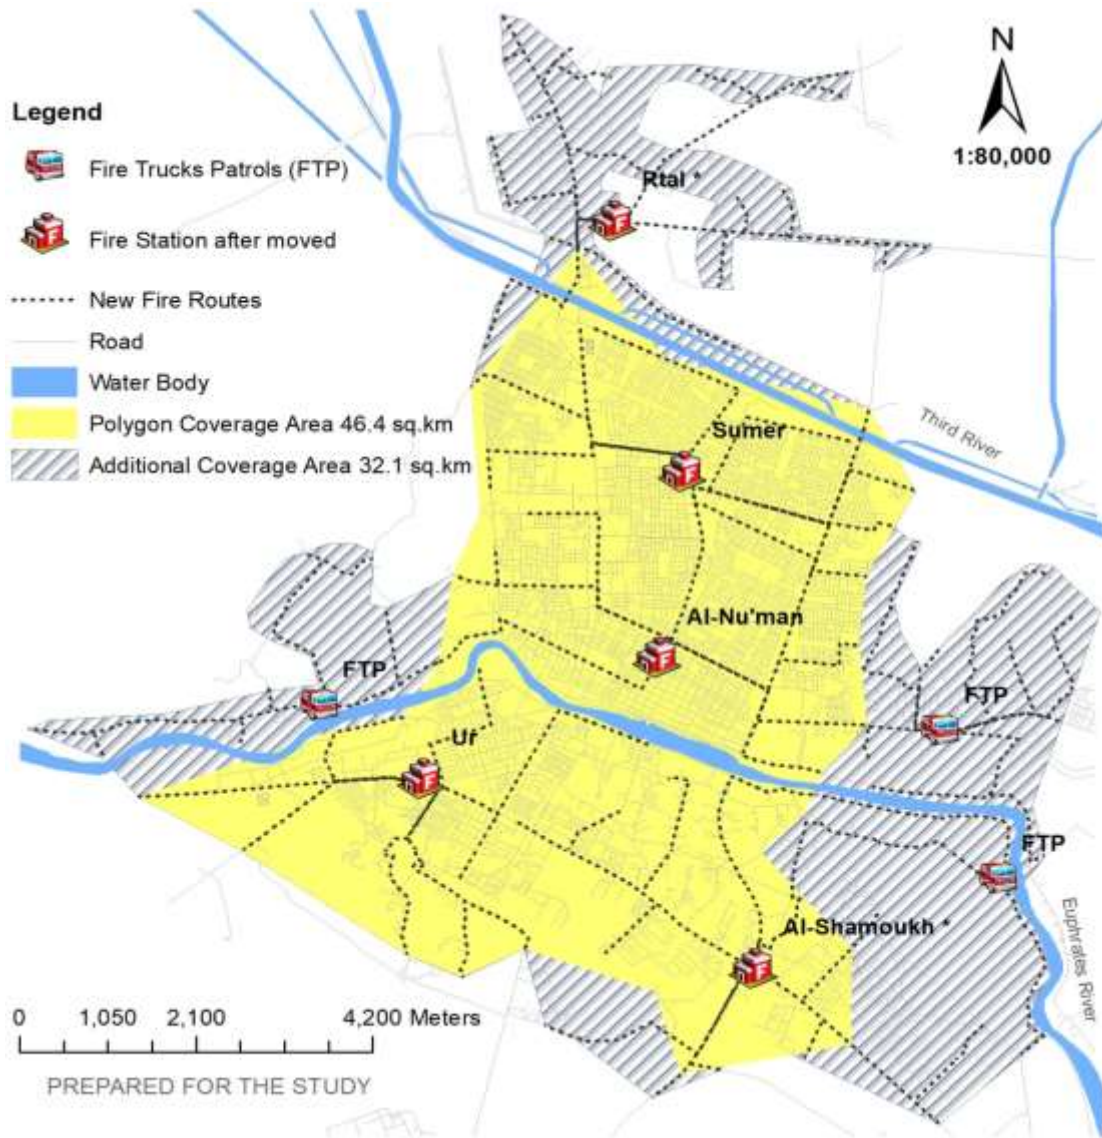 N
1:80,000
Legend
Fire Trucks Patrols (FTP)
Fire Station after moved
New Fire Routes
Road
Water Body
Polygon Coverage Area 46.4 sq.km
Additional Coverage Area 32.1 sq.km
Rtal *
Sumer
Third River
Al-Nu'man
FTP
FTP
Ur
FTP
Al-Shamoukh *
Euphrates River
0 1,050 2,100 4,200 Meters
PREPARED FOR THE STUDY